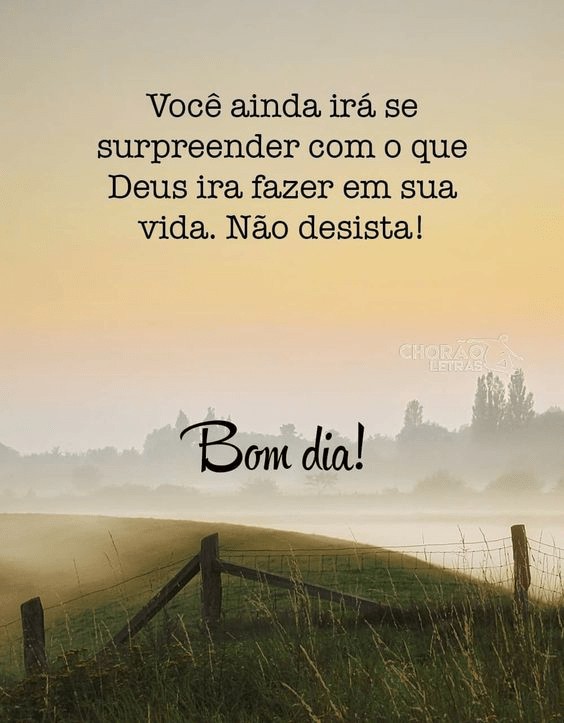 Você ainda irá se
surpreender com o que
Deus ira fazer em sua
vida. Não desista!
CHORÃO
LETRAS
Bom dia!